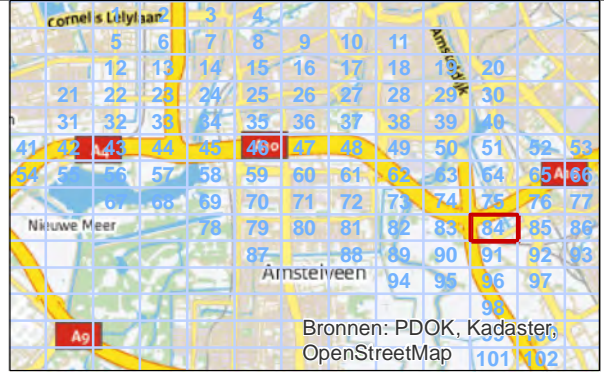 Cornelis Lelylaan 1 2 3 4
5 6 7 8 9 10 11
Amsteldijk
12 13 14 15 16 17 18 19 20
21 22 23 24 25 26 27 28 29 30
31 32 33 34 35 36 37 38 39 40
41 42 43 44 45 46 47 48 49 50 51 52 53
A4
54 55 56 57 58 59 60 61 62 63 64 65 66
67 68 69 70 71 72 73 74 75 76 77
Nieuwe Meer 78 79 80 81 82 83 84 85 86
87 88 89 90 91 92 93
Amstelveen 94 95 96 97
98
A9
Bronnen: PDOK, Kadaster,
OpenStreetMap
101 102